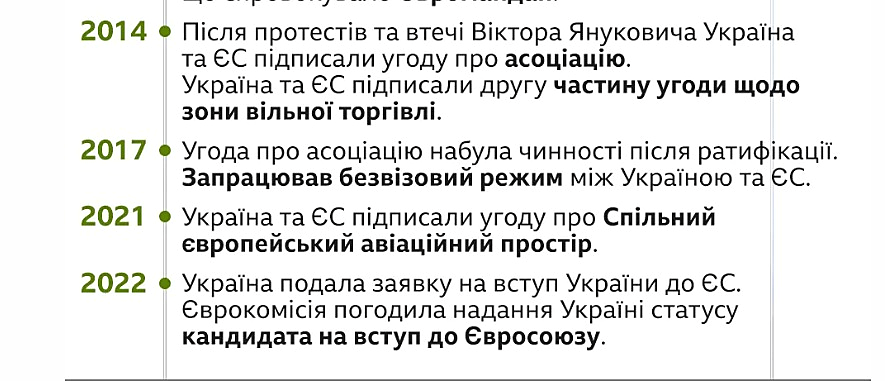 2014 Після протестів та втечі Віктора Януковича Україна
та ЄС підписали угоду про асоціацію.
Україна та ЄС підписали другу частину угоди щодо
зони вільної торгівлі.
2017 Угода про асоціацію набула чинності після ратифікації.
Запрацював безвізовий режим між Україною та ЄС.
2021 Україна та ЄС підписали угоду про Спільний
європейський авіаційний простір.
2022 Україна подала заявку на вступ України до ЄС.
Єврокомісія погодила надання Україні статусу
кандидата на вступ до Євросоюзу.